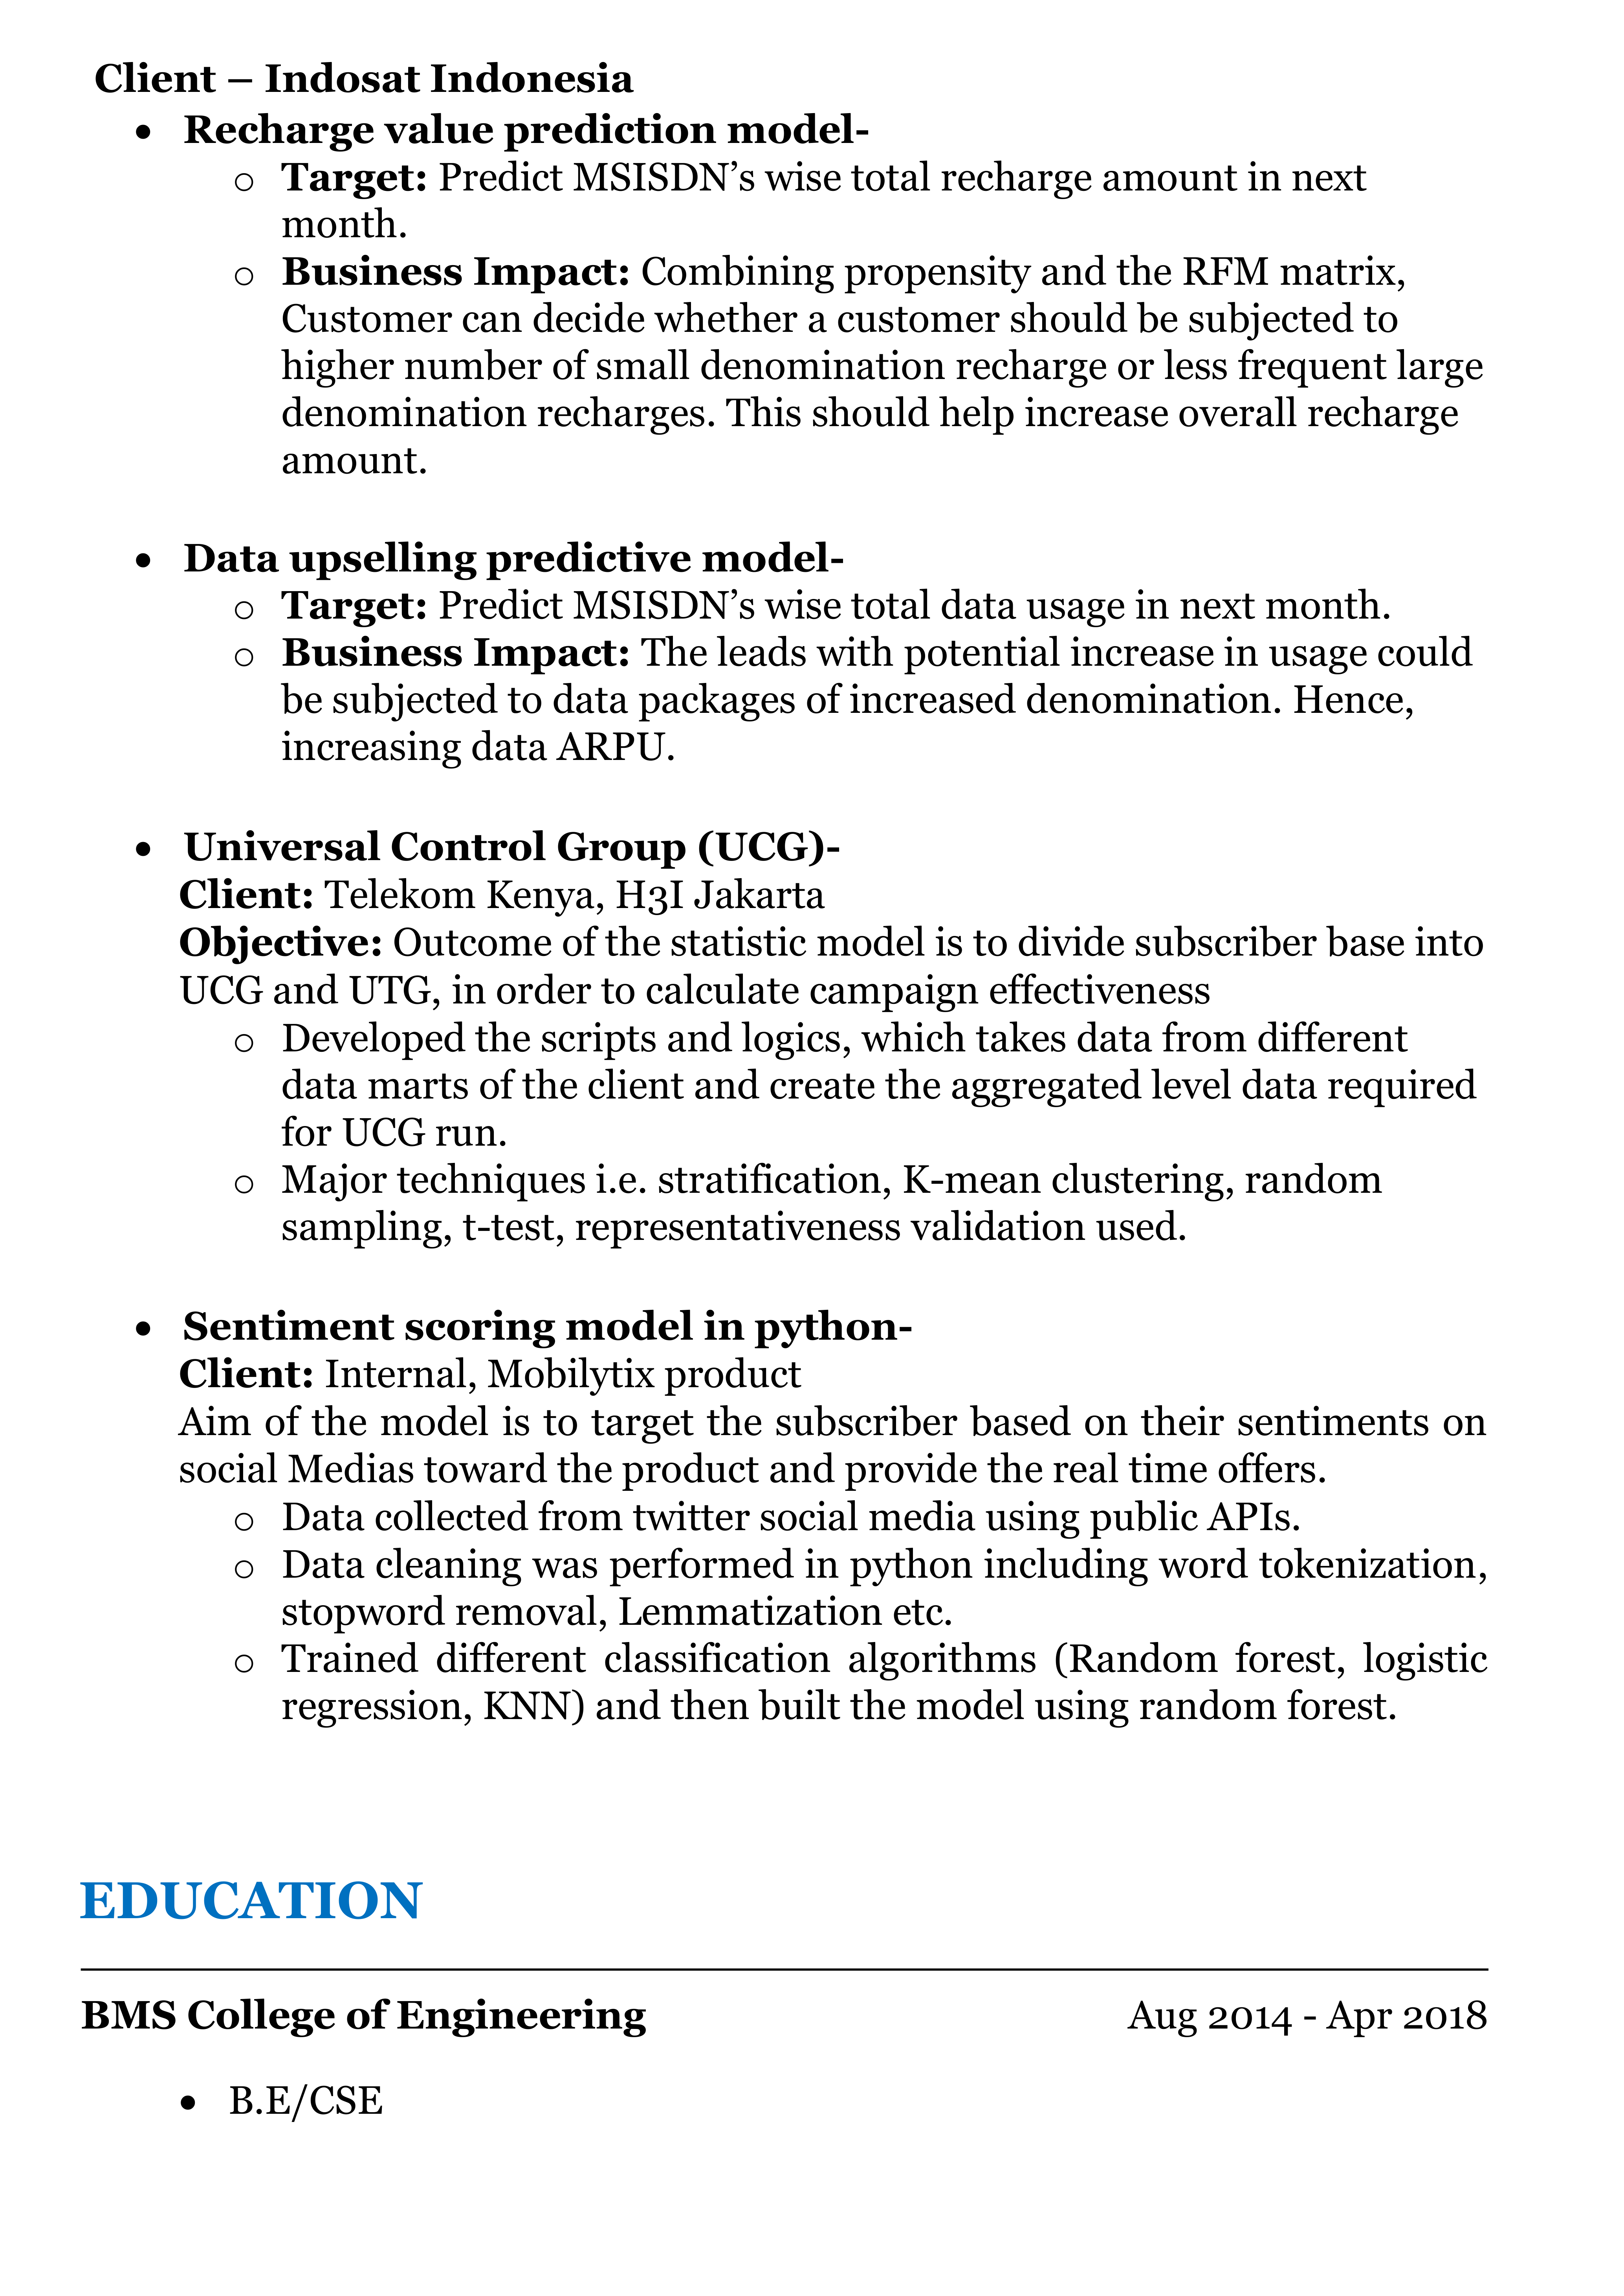 Client – Indosat Indonesia
• Recharge value prediction model-
○ Target: Predict MSISDN’s wise total recharge amount in next
month.
○ Business Impact: Combining propensity and the RFM matrix,
Customer can decide whether a customer should be subjected to
higher number of small denomination recharge or less frequent large
denomination recharges. This should help increase overall recharge
amount.
• Data upselling predictive model-
○ Target: Predict MSISDN’s wise total data usage in next month.
○ Business Impact: The leads with potential increase in usage could
be subjected to data packages of increased denomination. Hence,
increasing data ARPU.
• Universal Control Group (UCG)-
Client: Telekom Kenya, H3I Jakarta
Objective: Outcome of the statistic model is to divide subscriber base into
UCG and UTG, in order to calculate campaign effectiveness
○ Developed the scripts and logics, which takes data from different
data marts of the client and create the aggregated level data required
for UCG run.
○ Major techniques i.e. stratification, K-mean clustering, random
sampling, t-test, representativeness validation used.
• Sentiment scoring model in python-
Client: Internal, Mobilytix product
Aim of the model is to target the subscriber based on their sentiments on
social Medias toward the product and provide the real time offers.
○ Data collected from twitter social media using public APIs.
○ Data cleaning was performed in python including word tokenization,
stopword removal, Lemmatization etc.
○ Trained different classification algorithms (Random forest, logistic
regression, KNN) and then built the model using random forest.
EDUCATION
BMS College of Engineering Aug 2014 - Apr 2018
• B.E/CSE